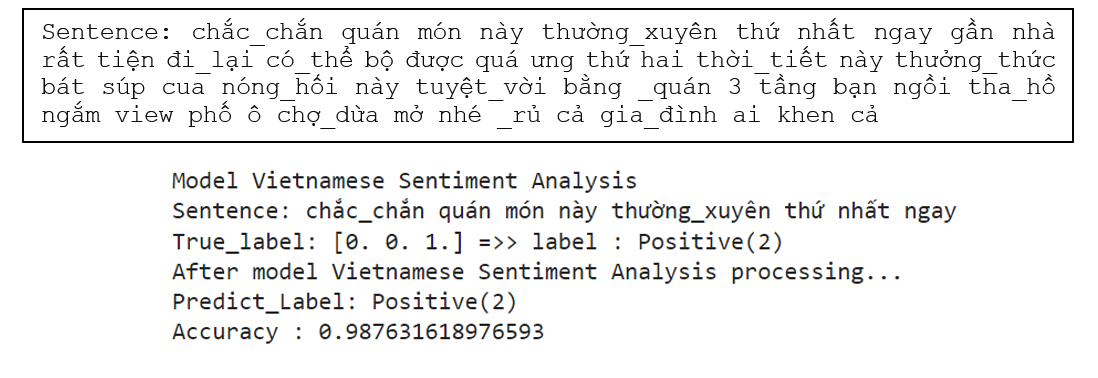 Sentence: chắc_chắn quán món này thường_xuyên thứ nhất ngay gần nhà
rất tiện đi_lại có_thể bộ được quá ưng thứ hai thời_tiết này thưởng_thức
bát súp cua nóng_hối này tuyệt_vời bằng _quán 3 tầng bạn ngồi tha_hồ
ngắm view phố ô chợ_dừa mở nhé _rủ cả gia_đình ai khen cả
Model Vietnamese Sentiment Analysis
Sentence: chắc_chắn quán món này thường_xuyên thứ nhất ngay
True_label: [0. 0. 1.] =>> label : Positive(2)
After model Vietnamese Sentiment Analysis processing...
Predict_Label: Positive(2)
Accuracy : 0.987631618976593